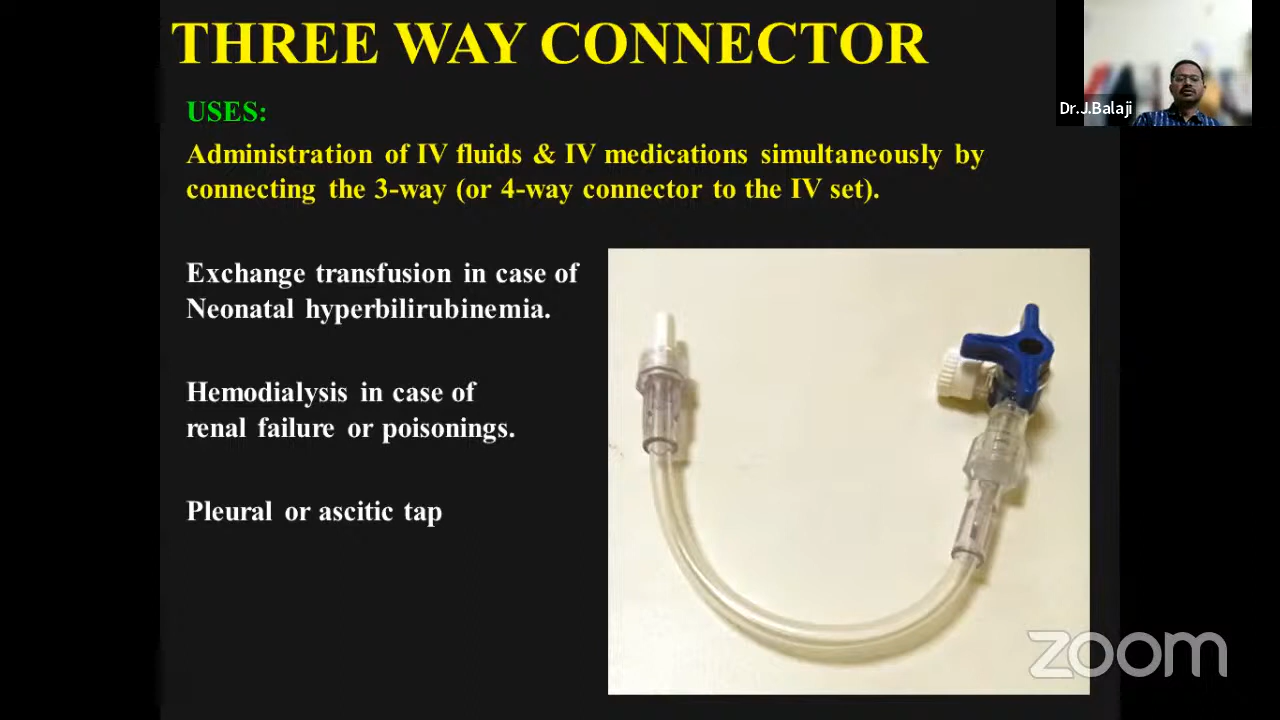 THREE WAY CONNECTOR
Dr.J.Balaji
USES:
Administration of IV fluids & IV medications simultaneously by
connecting the 3-way (or 4-way connector to the IV set).
Exchange transfusion in case of
Neonatal hyperbilirubinemia.
Hemodialysis in case of
renal failure or poisonings.
Pleural or ascitic tap
zoom